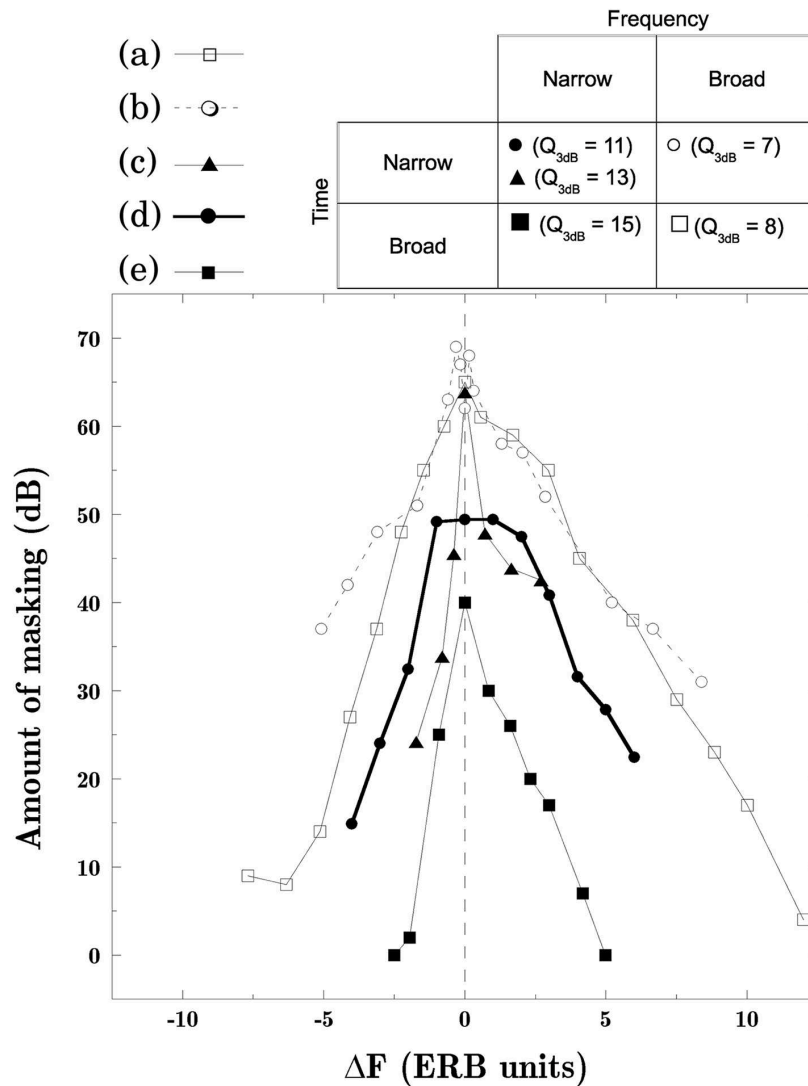 Frequency
Narrow Broad
Time
Narrow
● (Q3dB = 11) ○ (Q3dB = 7)
▲ (Q3dB = 13)
Broad
■ (Q3dB = 15) □ (Q3dB = 8)
(a)
(b)
(c)
(d)
(e)
Amount of masking (dB)
70
60
50
40
30
20
10
0
-10 -5 0 5 10
ΔF (ERB units)